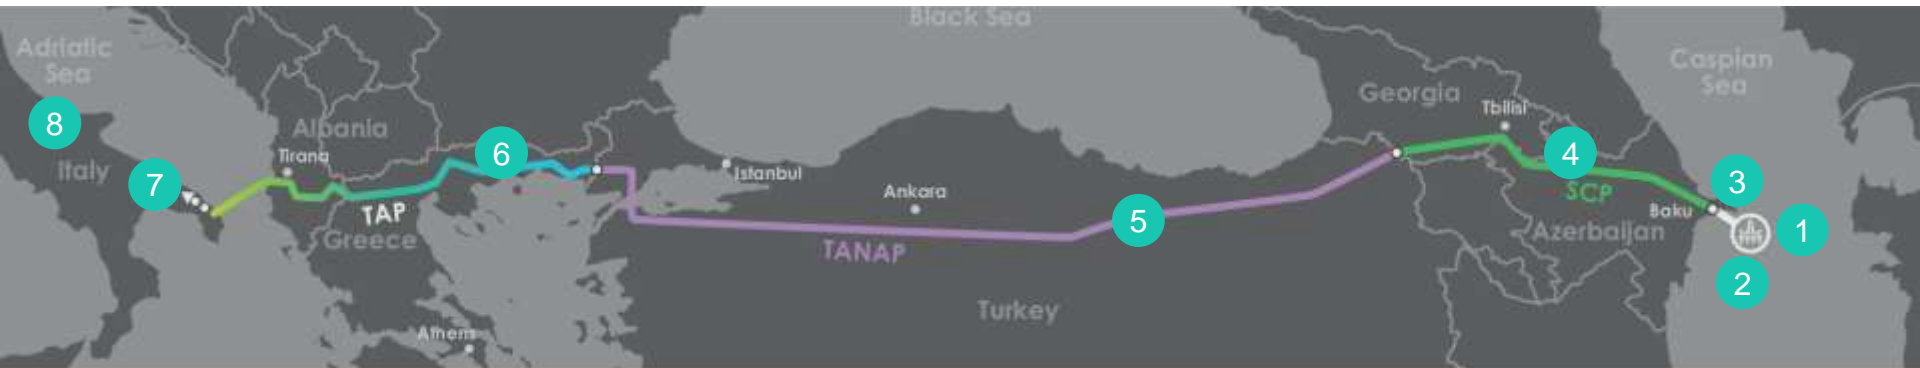 Black Sea
Adriatic
Sea
Caspian
Sea
8
Georgia
Tbilisi
Albania
Tirana
6
4
Italy
7
Istanbul
Ankara
3
SCP
TAP
5
Baku
Azerbaijan
1
Greece
TANAP
2
Turkey
Athens